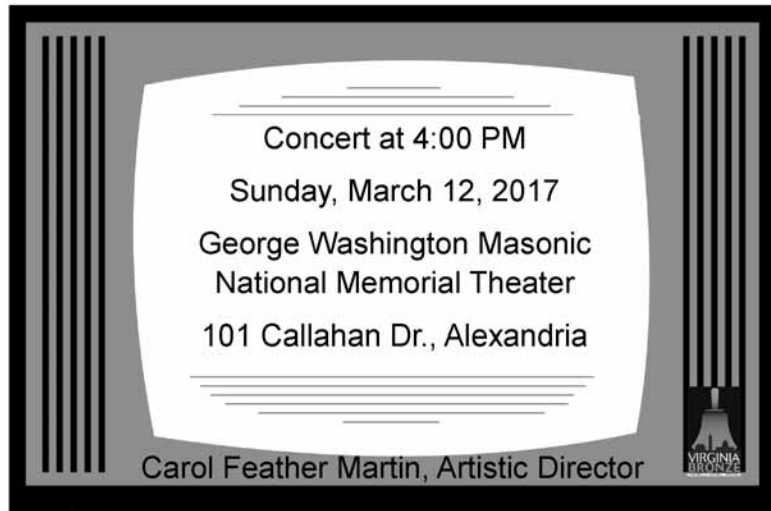 Concert at 4:00 PM
Sunday, March 12, 2017
George Washington Masonic
National Memorial Theater
101 Callahan Dr., Alexandria
Carol Feather Martin, Artistic Director
VIRGINIA
BRONZE